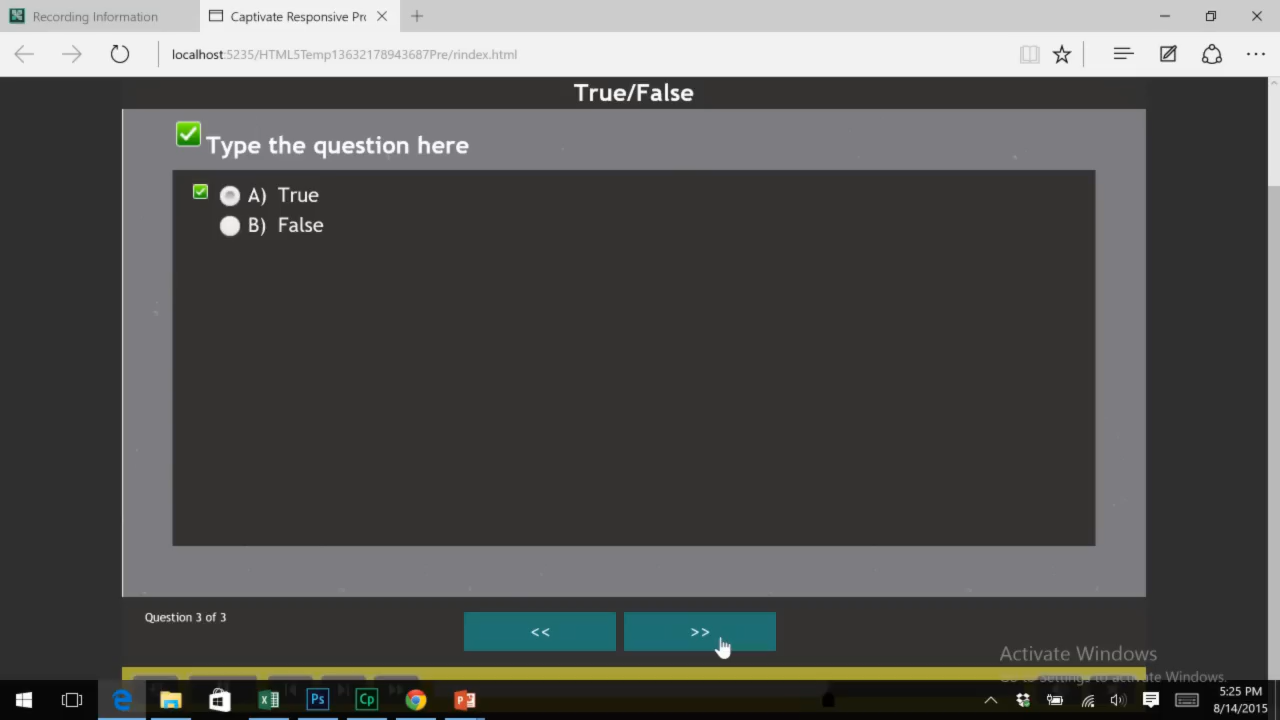 Recording Information
Captivate Responsive Pro
localhost:5235/HTML5Temp13632178943687Pre/rindex.html
True/False
Type the question here
A) True
B) False
Question 3 of 3
<< >>
Activate Windows
Go to Settings to activate Windows.
5:25 PM
8/14/2015